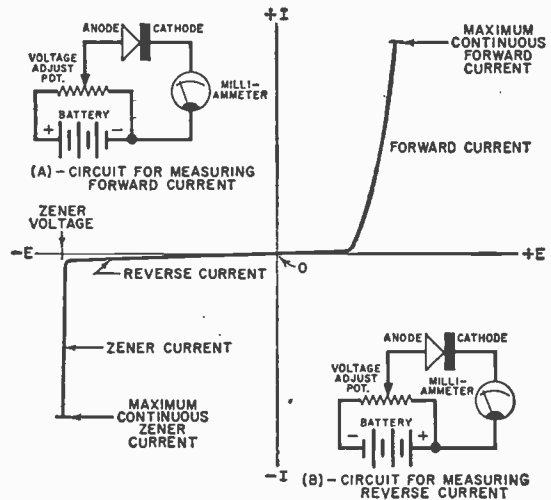 +I
ANODE CATHODE
VOLTAGE
ADJUST
POT.
MILLI-
AMMETER
BATTERY
+ -
(A)-CIRCUIT FOR MEASURING
FORWARD CURRENT
MAXIMUM
CONTINUOUS
FORWARD
CURRENT
FORWARD CURRENT
ZENER
VOLTAGE
-E
+E
REVERSE CURRENT
O
ZENER CURRENT
MAXIMUM
CONTINUOUS
ZENER
CURRENT
ANODE CATHODE
VOLTAGE
ADJUST
POT.
MILLI-
AMMETER
BATTERY
- +
-I
(B)-CIRCUIT FOR MEASURING
REVERSE CURRENT